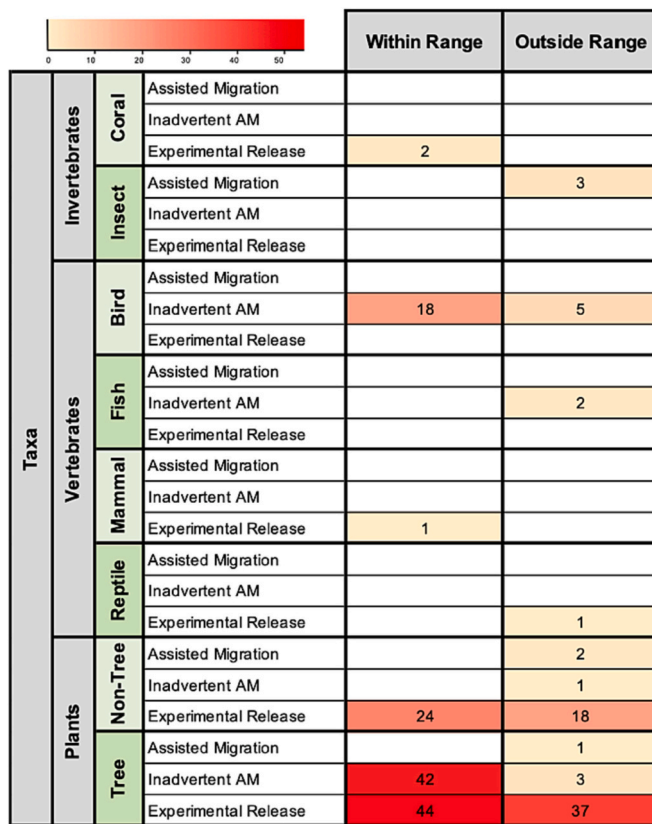 0 10 20 30 40 50
Within Range Outside Range
Taxa
Invertebrates
Coral
Assisted Migration
Inadvertent AM
Experimental Release 2
Insect
Assisted Migration 3
Inadvertent AM
Experimental Release
Vertebrates
Bird
Assisted Migration
Inadvertent AM 18 5
Experimental Release
Fish
Assisted Migration
Inadvertent AM 2
Experimental Release
Mammal
Assisted Migration
Inadvertent AM
Experimental Release 1
Reptile
Assisted Migration
Inadvertent AM
Experimental Release 1
Plants
Non-Tree
Assisted Migration 2
Inadvertent AM 1
Experimental Release 24 18
Tree
Assisted Migration 1
Inadvertent AM 42 3
Experimental Release 44 37